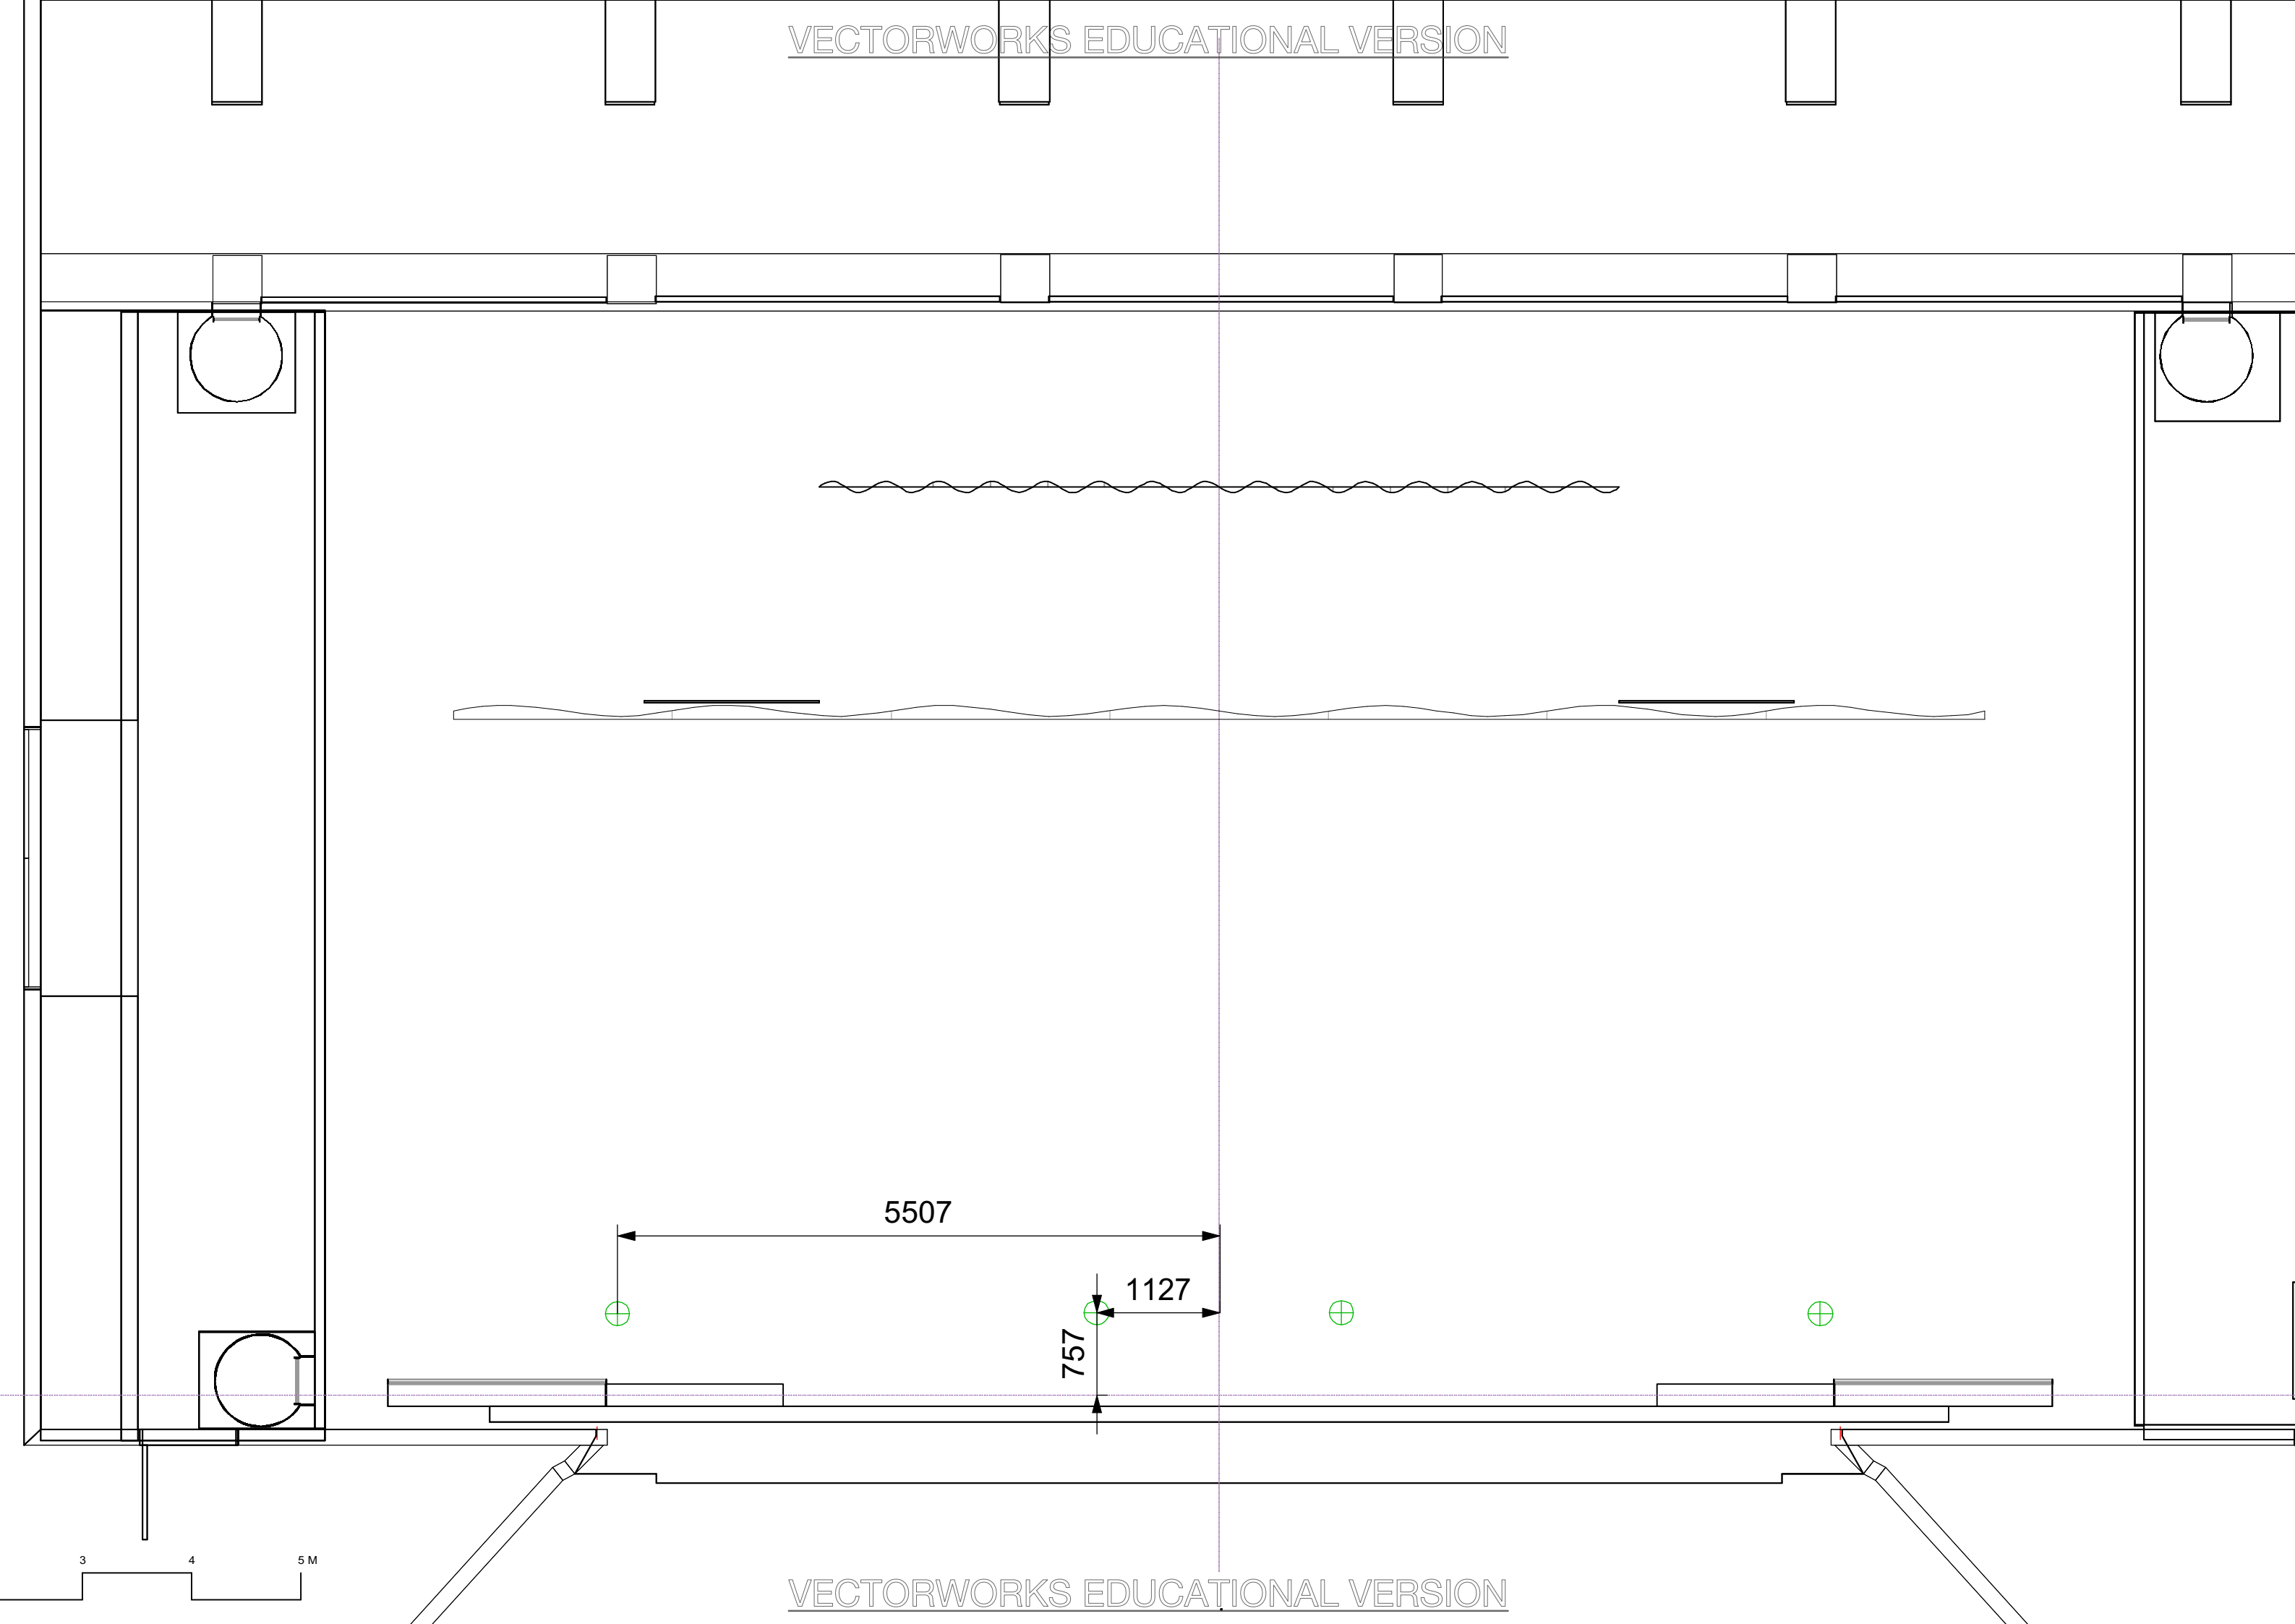 VECTORWORKS EDUCATIONAL VERSION
5507
1127
757
3 4 5 M
VECTORWORKS EDUCATIONAL VERSION